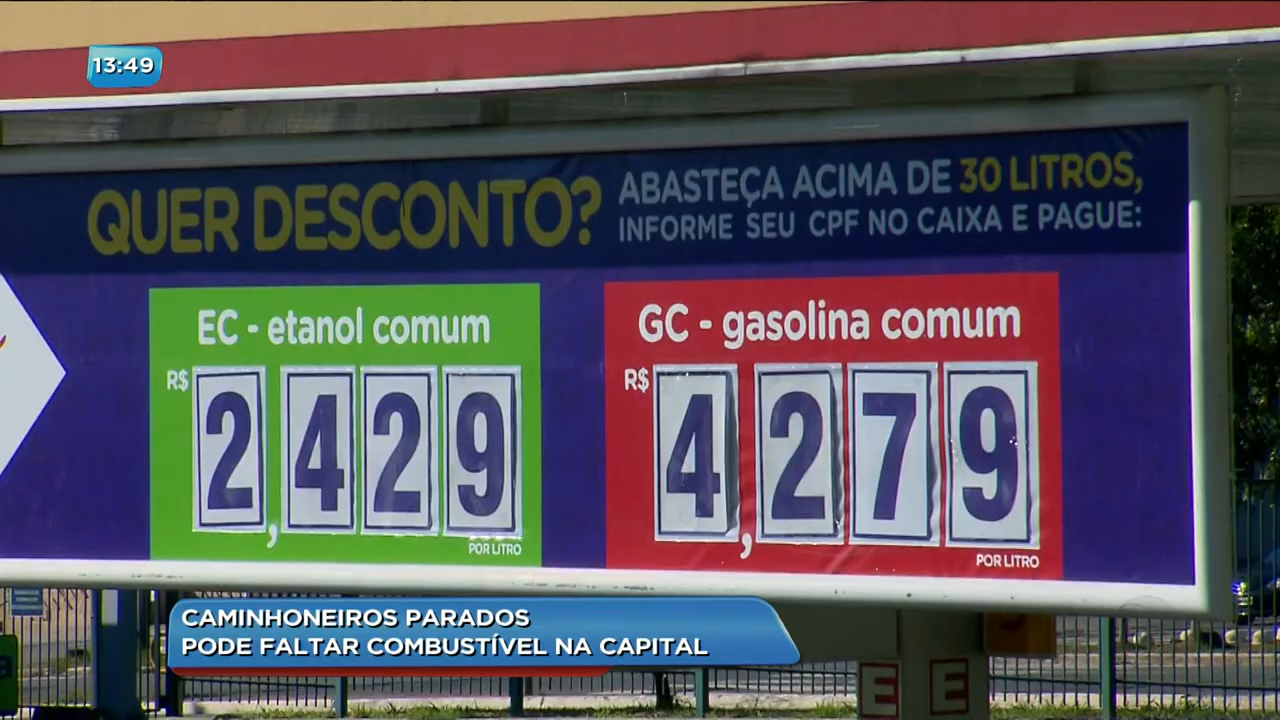 13:49
QUER DESCONTO?
ABASTEÇA ACIMA DE 30 LITROS,
INFORME SEU CPF NO CAIXA E PAGUE:
EC - etanol comum
R$ 2,429
POR LITRO
GC - gasolina comum
R$ 4,279
POR LITRO
CAMINHONEIROS PARADOS
PODE FALTAR COMBUSTÍVEL NA CAPITAL
E E